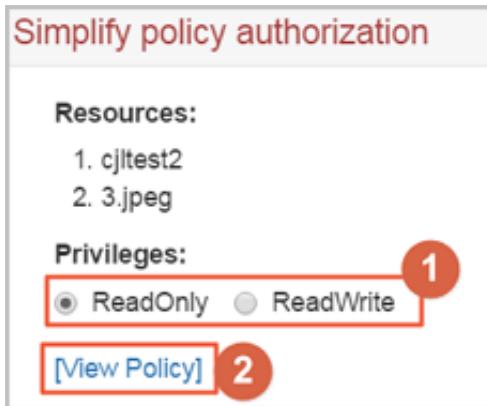 Simplify policy authorization
Resources:
1. cjltest2
2. 3.jpeg
Privileges:
1
ReadOnly ReadWrite
[View Policy] 2